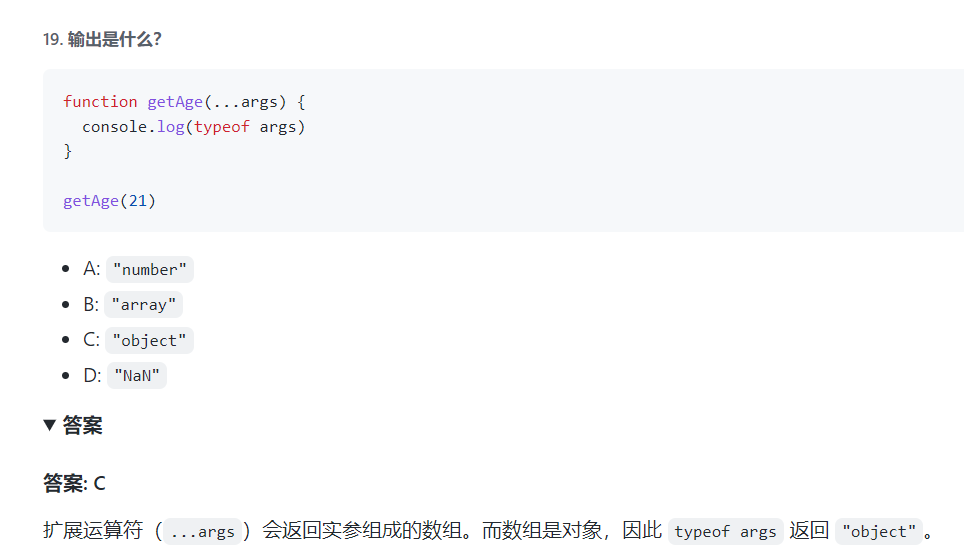 19. 输出是什么?
function getAge(...args) {
  console.log(typeof args)
}
getAge(21)
A: "number"
B: "array"
C: "object"
D: "NaN"
▼ 答案
答案: C
扩展运算符（...args）会返回实参组成的数组。而数组是对象，因此 typeof args 返回 "object"。